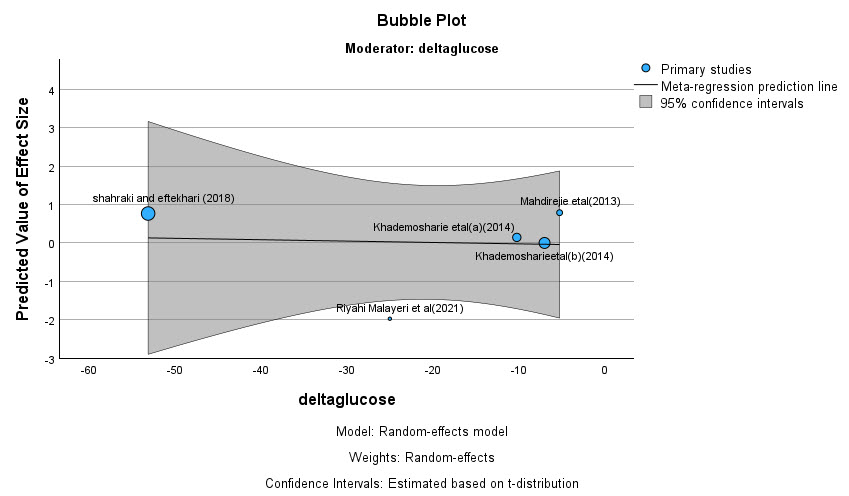 Bubble Plot
Moderator: deltaglucose
Primary studies
Meta-regression prediction line
95% confidence intervals
Predicted Value of Effect Size
4
3
2
1
0
-1
-2
-3
shahraki and eftekhari (2018)
Mahdirejie etal(2013)
Khademosharie etal(a)(2014)
Khademosharieetal(b)(2014)
Riyahi Malayeri et al(2021)
-60
-50
-40
-30
-20
-10
0
deltaglucose
Model: Random-effects model
Weights: Random-effects
Confidence Intervals: Estimated based on t-distribution